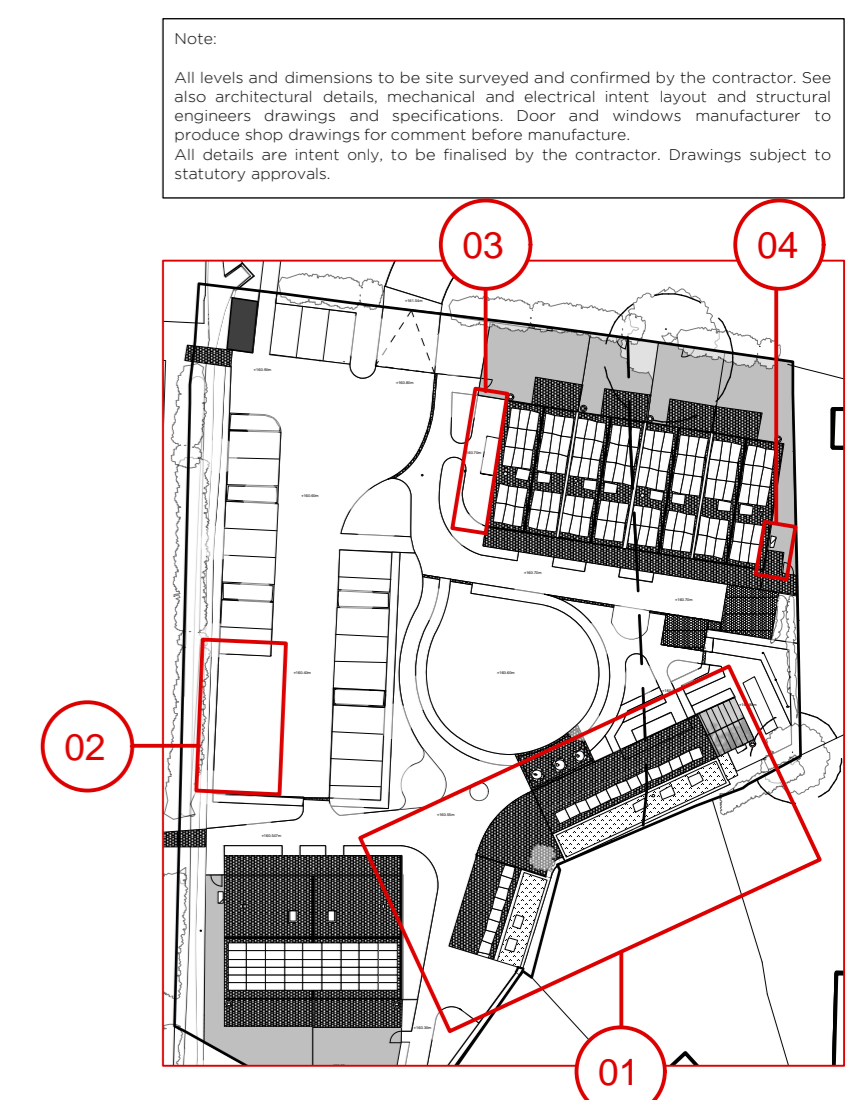 Note:
All levels and dimensions to be site surveyed and confirmed by the contractor. See
also architectural details, mechanical and electrical intent layout and structural
engineers drawings and specifications. Door and windows manufacturer to
produce shop drawings for comment before manufacture.
All details are intent only, to be finalised by the contractor. Drawings subject to
statutory approvals.
03
04
02
01